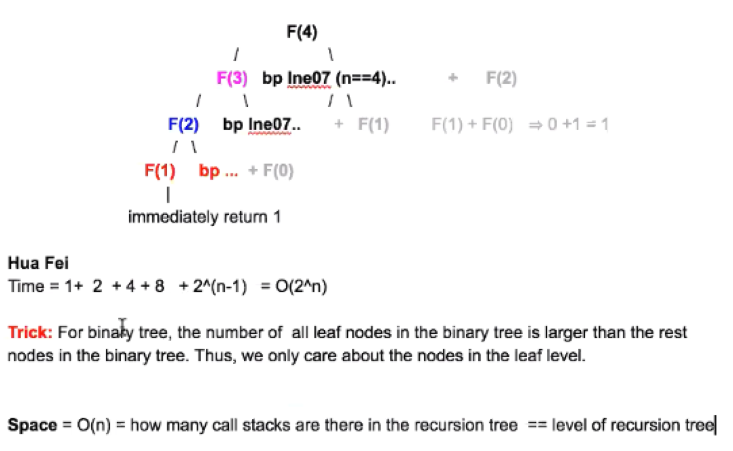 F(4)
/ \
F(3) bp lne07 (n==4).. + F(2)
/ \ / \
F(2) bp lne07.. + F(1) F(1) + F(0) ⇒ 0 +1 = 1
/ \
F(1) bp ... + F(0)
|
immediately return 1
Hua Fei
Time = 1+ 2 + 4 + 8 + 2^(n-1) = O(2^n)
Trick: For binary tree, the number of all leaf nodes in the binary tree is larger than the rest
nodes in the binary tree. Thus, we only care about the nodes in the leaf level.
Space = O(n) = how many call stacks are there in the recursion tree == level of recursion tree